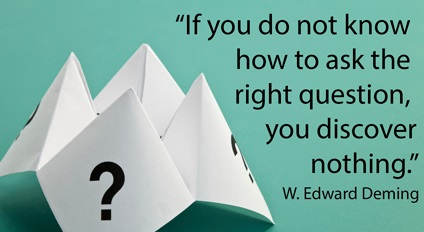 “If you do not know
how to ask the
right question,
you discover
nothing.”
W. Edward Deming
?
?